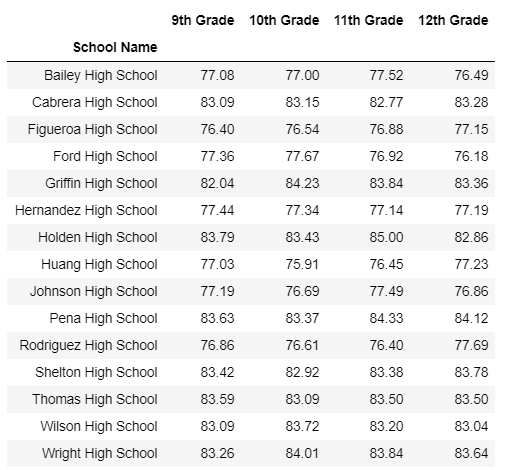 9th Grade 10th Grade 11th Grade 12th Grade
School Name
Bailey High School 77.08 77.00 77.52 76.49
Cabrera High School 83.09 83.15 82.77 83.28
Figueroa High School 76.40 76.54 76.88 77.15
Ford High School 77.36 77.67 76.92 76.18
Griffin High School 82.04 84.23 83.84 83.36
Hernandez High School 77.44 77.34 77.14 77.19
Holden High School 83.79 83.43 85.00 82.86
Huang High School 77.03 75.91 76.45 77.23
Johnson High School 77.19 76.69 77.49 76.86
Pena High School 83.63 83.37 84.33 84.12
Rodriguez High School 76.86 76.61 76.40 77.69
Shelton High School 83.42 82.92 83.38 83.78
Thomas High School 83.59 83.09 83.50 83.50
Wilson High School 83.09 83.72 83.20 83.04
Wright High School 83.26 84.01 83.84 83.64